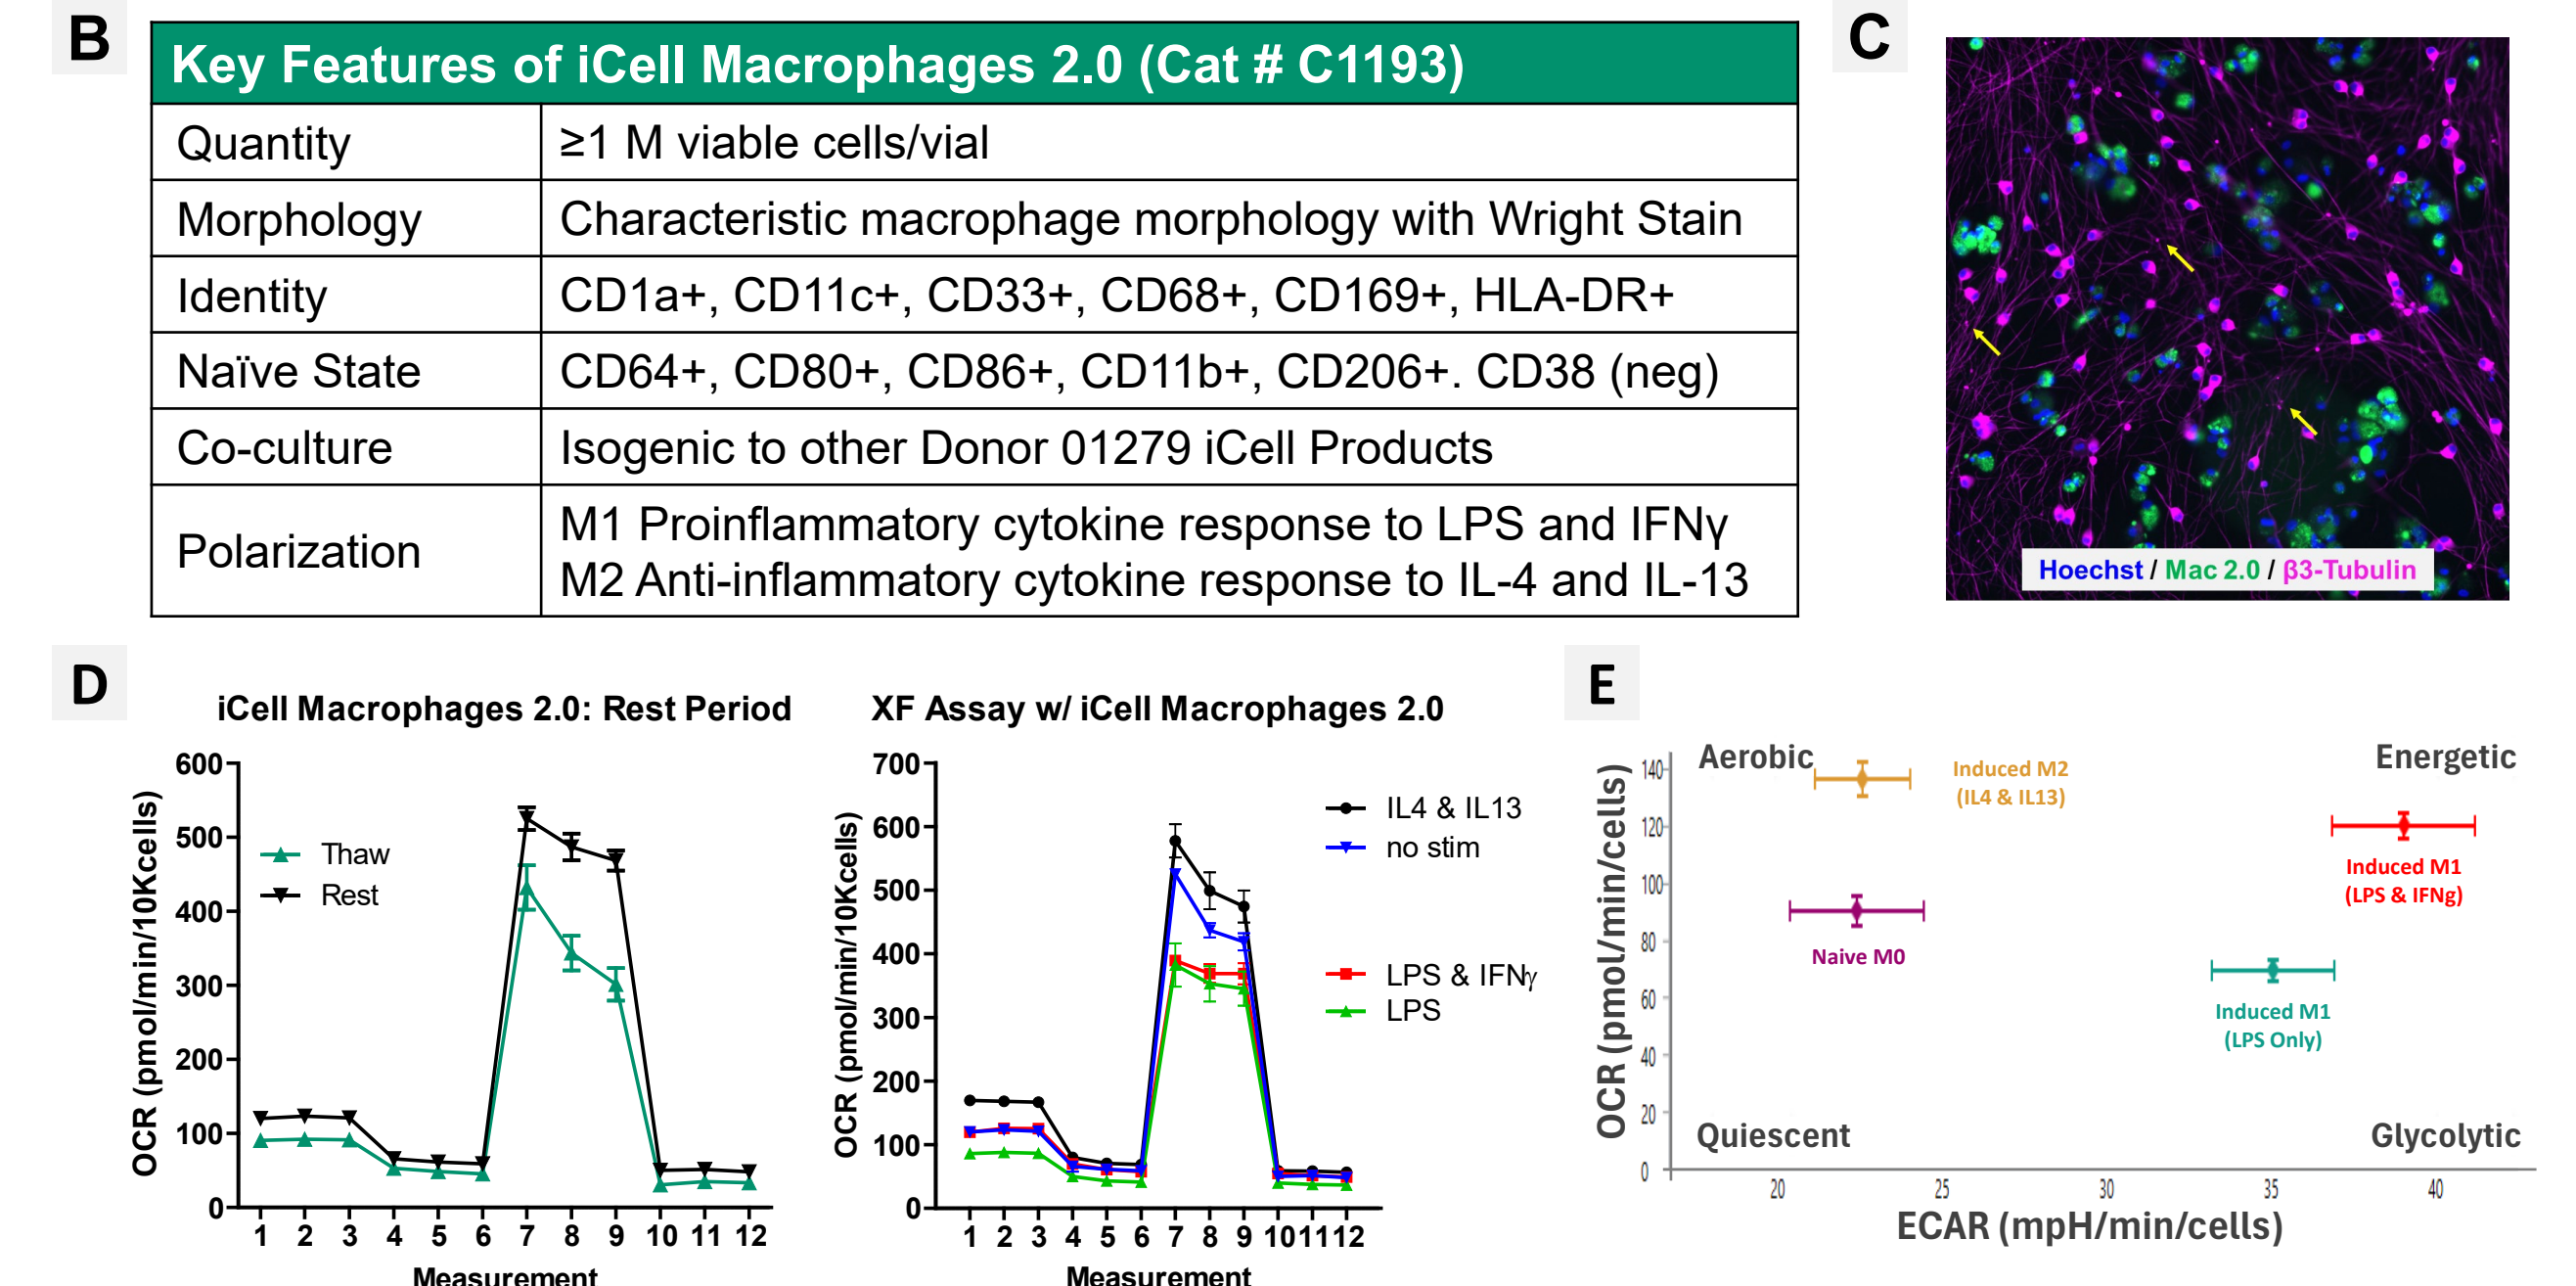 B
Key Features of iCell Macrophages 2.0 (Cat # C1193)
Quantity
≥1 M viable cells/vial
Morphology
Characteristic macrophage morphology with Wright Stain
Identity
CD1a+, CD11c+, CD33+, CD68+, CD169+, HLA-DR+
Naïve State
CD64+, CD80+, CD86+, CD11b+, CD206+. CD38 (neg)
Co-culture
Isogenic to other Donor 01279 iCell Products
Polarization
M1 Proinflammatory cytokine response to LPS and IFNγ
M2 Anti-inflammatory cytokine response to IL-4 and IL-13
C
Hoechst / Mac 2.0 / β3-Tubulin
D
iCell Macrophages 2.0: Rest Period
OCR (pmol/min/10Kcells)
600
500
400
300
200
100
0
Thaw
Rest
1 2 3 4 5 6 7 8 9 10 11 12
Measurement
XF Assay w/ iCell Macrophages 2.0
OCR (pmol/min/10Kcells)
700
600
500
400
300
200
100
0
IL4 & IL13
no stim
LPS & IFNγ
LPS
1 2 3 4 5 6 7 8 9 10 11 12
Measurement
E
OCR (pmol/min/cells)
140
120
100
80
60
40
20
0
Aerobic
Energetic
Induced M2
(IL4 & IL13)
Induced M1
(LPS & IFNg)
Naive M0
Induced M1
(LPS Only)
Quiescent
Glycolytic
20 25 30 35 40
ECAR (mpH/min/cells)